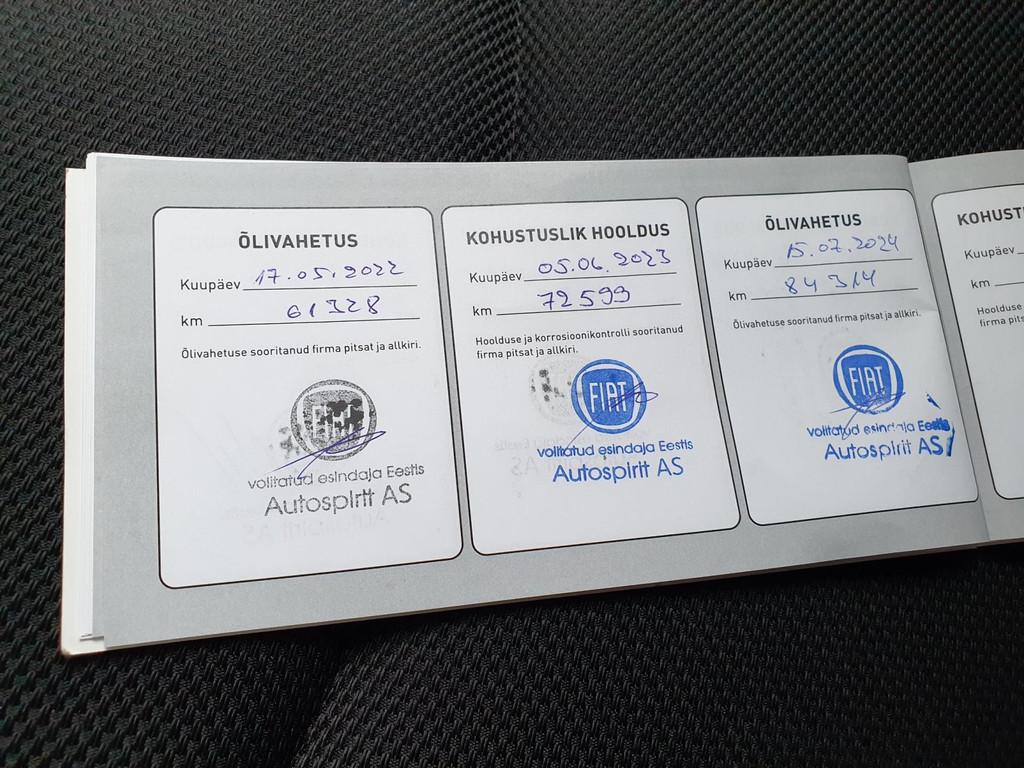 ÕLIVAHETUS
Kuupäev 17.05.2022
km 61328
Õlivahetuse sooritanud firma pitsat ja allkiri.
FIAT
volitatud esindaja Eestis
Autospirit AS
KOHUSTUSLIK HOOLDUS
Kuupäev 05.06.2023
km 72599
Hoolduse ja korrosioonikontrolli sooritanud
firma pitsat ja allkiri.
FIAT
volitatud esindaja Eestis
Autospirit AS
ÕLIVAHETUS
Kuupäev 15.07.2024
km 84314
Õlivahetuse sooritanud firma pitsat ja allkiri.
FIAT
volitatud esindaja Eestis
Autospirit AS
Kuupäev
km
Hoolduse
firma